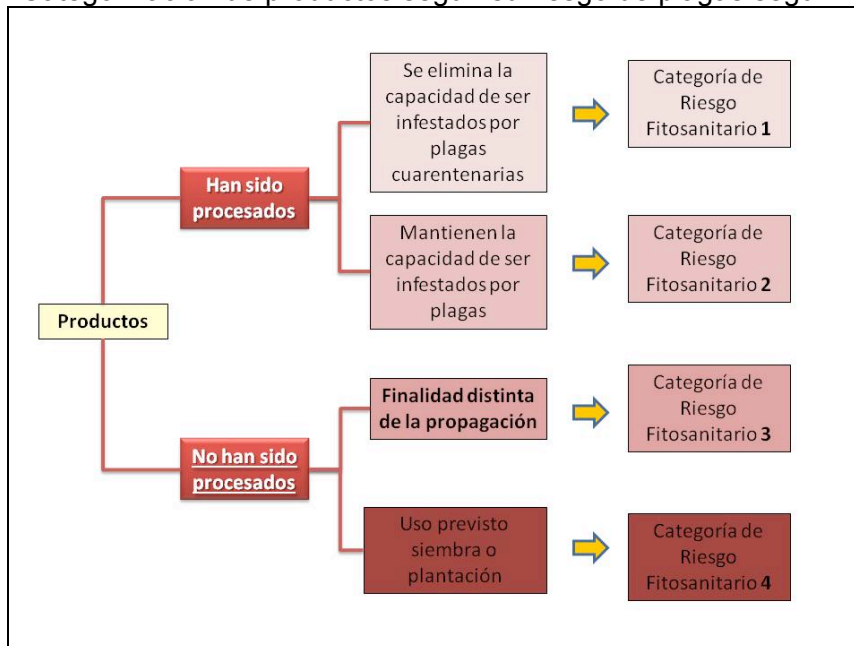 Se elimina la
capacidad de ser
infestados por
plagas
cuarentenarias
Categoría de
Riesgo
Fitosanitario 1
Han sido
procesados
Mantienen la
capacidad de ser
infestados por
plagas
Categoría de
Riesgo
Fitosanitario 2
Productos
Finalidad distinta
de la propagación
Categoría de
Riesgo
Fitosanitario 3
No han sido
procesados
Uso previsto
siembra o
plantación
Categoría de
Riesgo
Fitosanitario 4